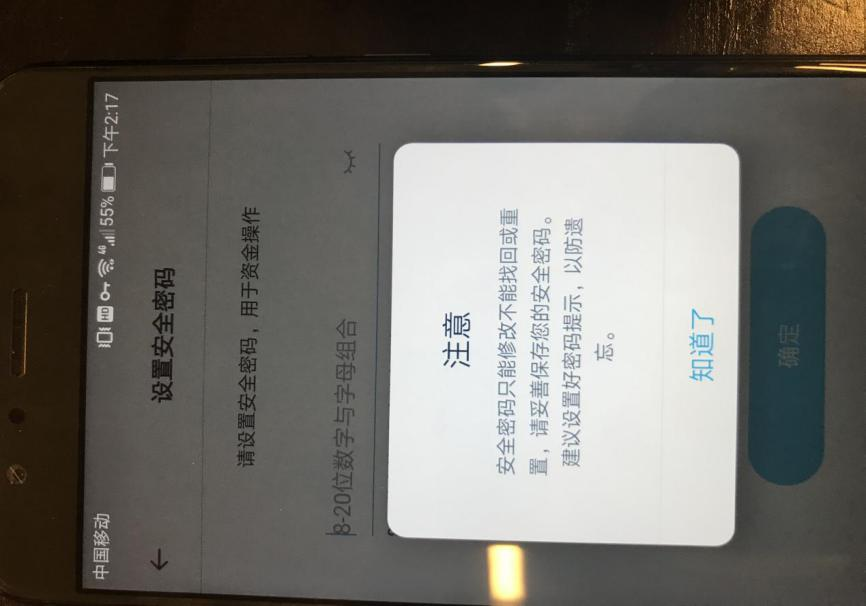 中国移动
HD 4G 55% 下午2:17
设置安全密码
请设置安全密码，用于资金操作
8-20位数字与字母组合
注意
安全密码只能修改不能找回或重
置，请妥善保存您的安全密码。
建议设置好密码提示，以防遗
忘。
知道了
确定